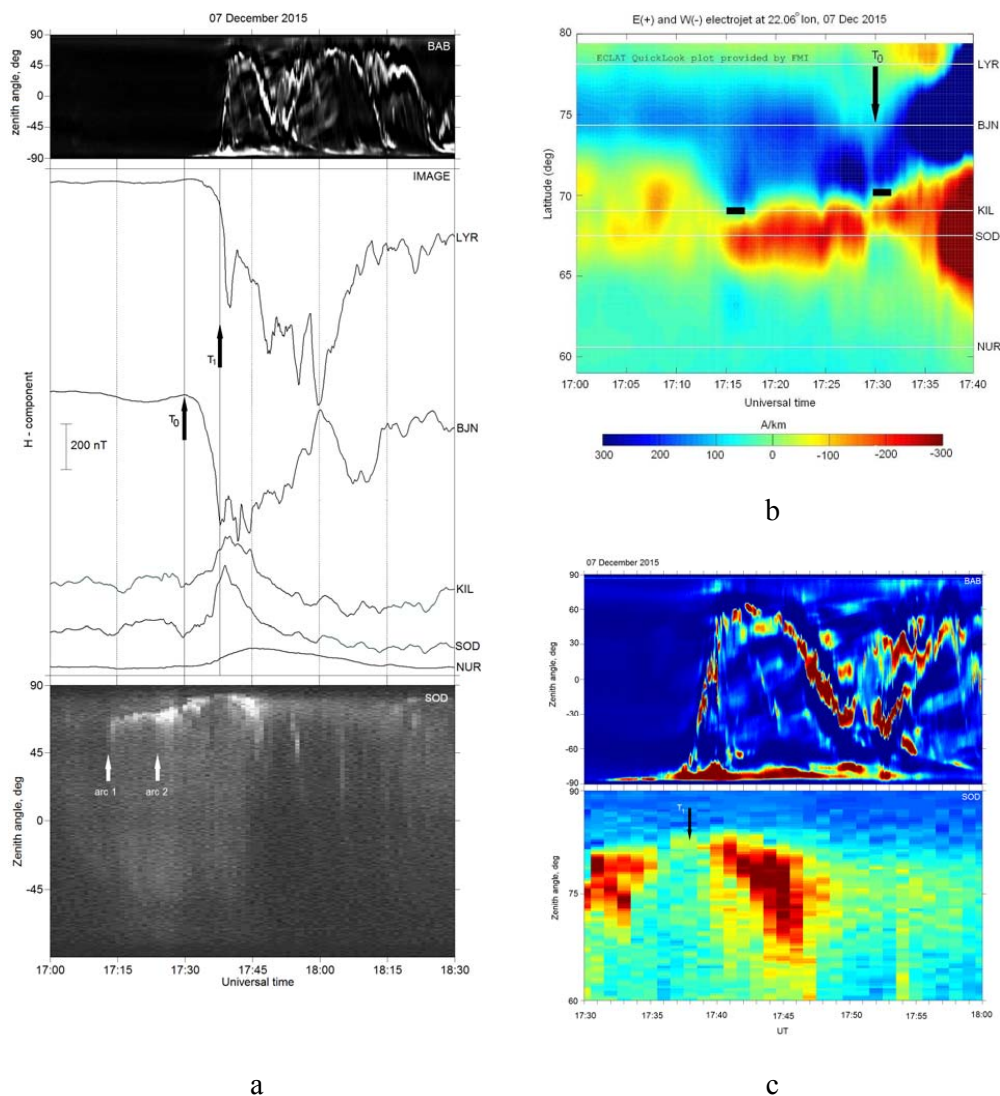 07 December 2015
90
45
0
-45
-90
zenith angle, deg
BAB
IMAGE
LYR
T1
H - component
T0
BJN
200 nT
KIL
SOD
NUR
90
45
0
-45
Zenith angle, deg
SOD
arc 1
arc 2
17:00
17:15
17:30
17:45
18:00
18:15
18:30
Universal time
a
E(+) and W(-) electrojet at 22.06° lon, 07 Dec 2015
80
75
70
65
60
Latitude (deg)
ECLAT QuickLook plot provided by FMI
T0
LYR
BJN
KIL
SOD
NUR
17:00
17:05
17:10
17:15
17:20
17:25
17:30
17:35
17:40
Universal time
A/km
300
200
100
0
-100
-200
-300
b
07 December 2015
90
60
30
0
-30
-60
-90
Zenith angle, deg
BAB
90
75
60
Zenith angle, deg
SOD
T1
17:30
17:35
17:40
17:45
17:50
17:55
18:00
UT
c